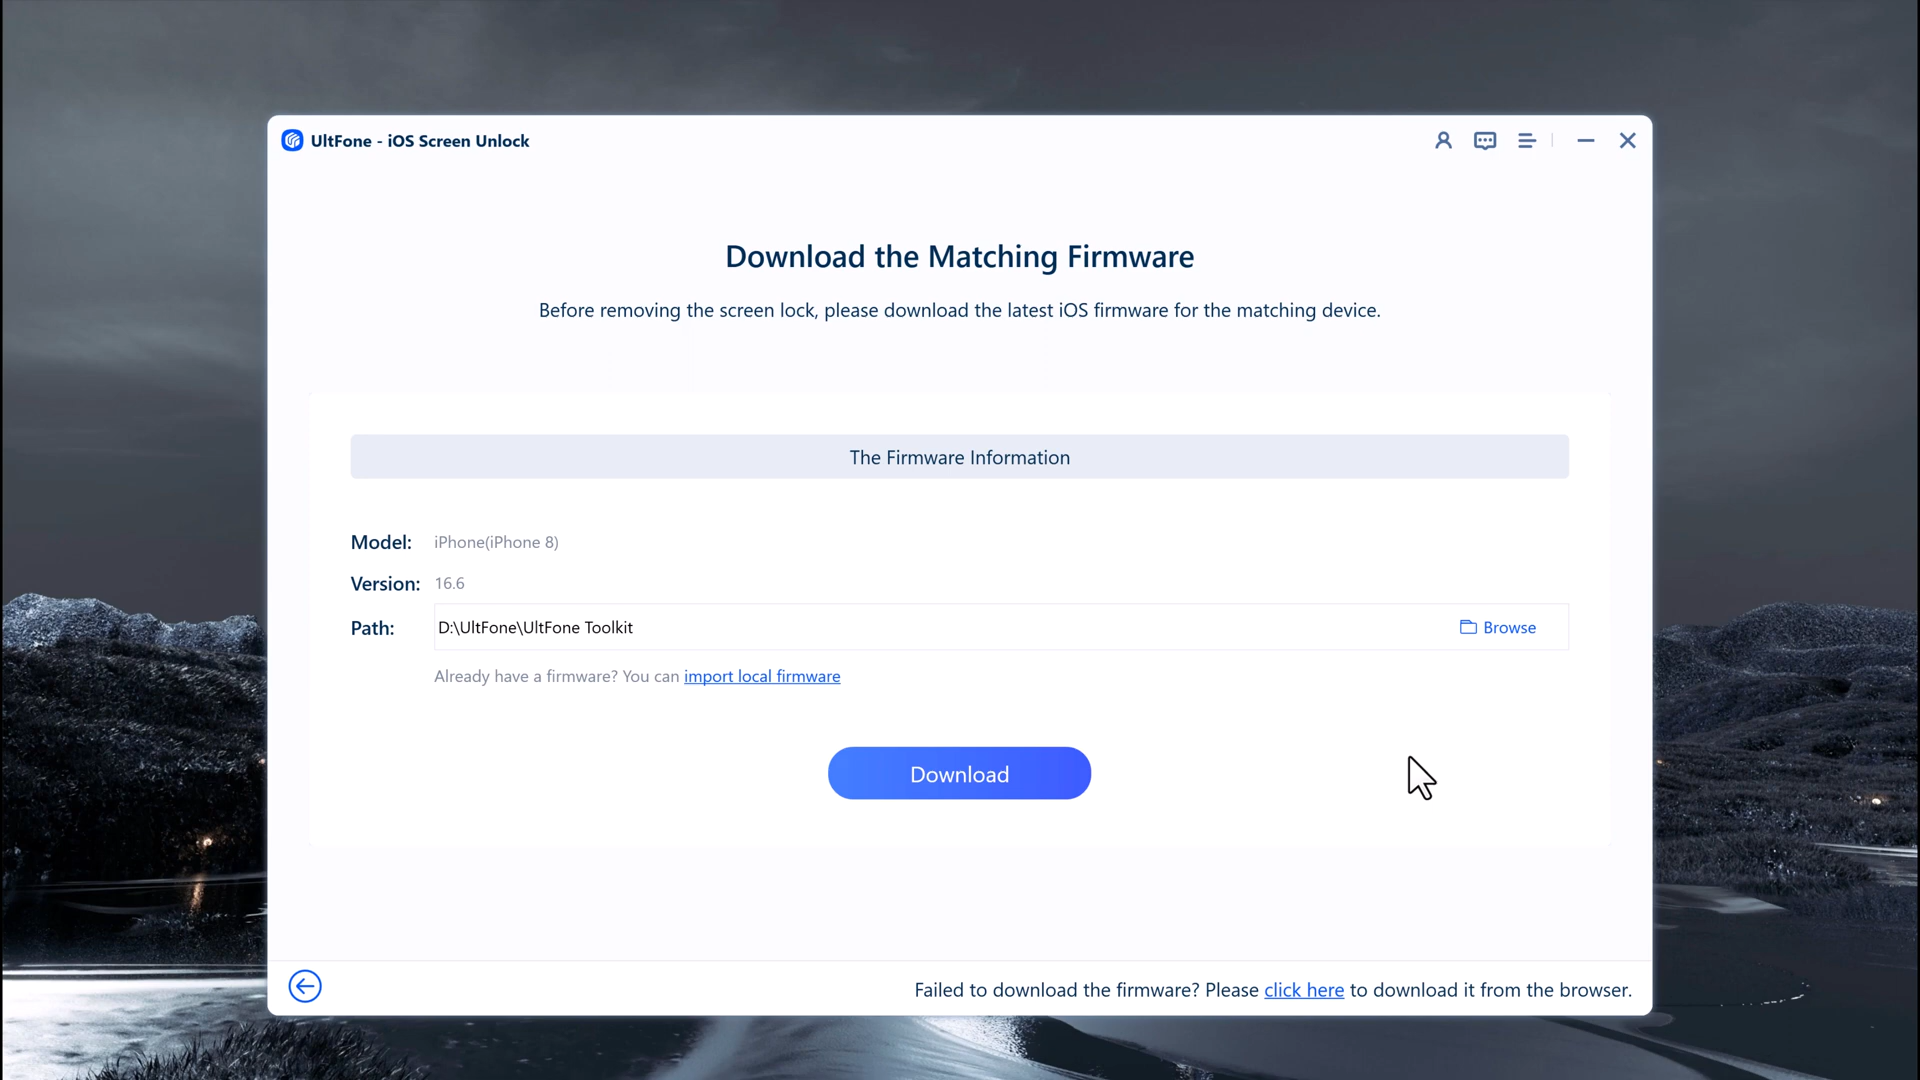 UltFone - iOS Screen Unlock
Download the Matching Firmware
Before removing the screen lock, please download the latest iOS firmware for the matching device.
The Firmware Information
Model: iPhone(iPhone 8)
Version: 16.6
Path: D:\UltFone\UltFone Toolkit Browse
Already have a firmware? You can import local firmware
Download
Failed to download the firmware? Please click here to download it from the browser.